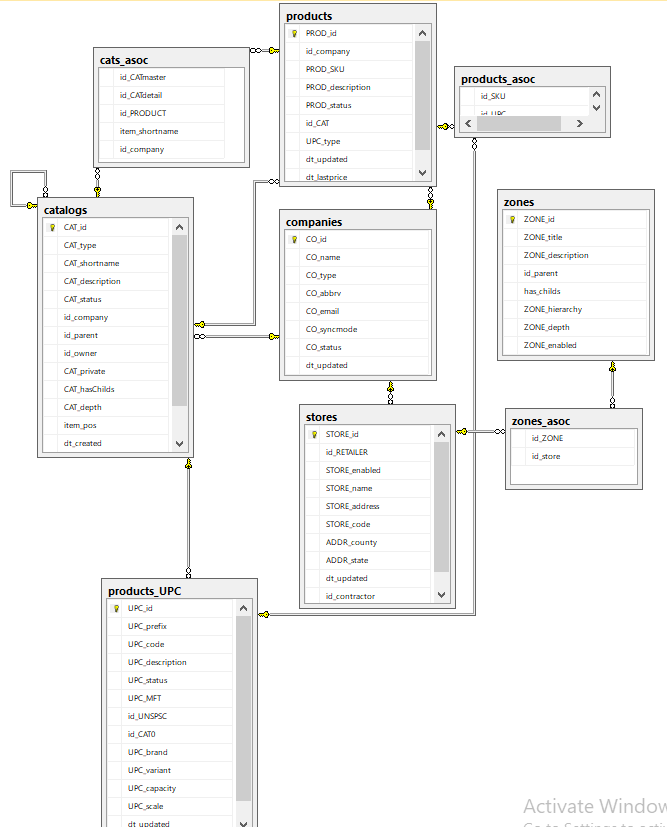 products
PROD_id
id_company
PROD_SKU
PROD_description
PROD_status
id_CAT
UPC_type
dt_updated
dt_lastprice
cats_asoc
id_CATmaster
id_CATdetail
id_PRODUCT
item_shortname
id_company
products_asoc
id_SKU
id_UPC
catalogs
CAT_id
CAT_type
CAT_shortname
CAT_description
CAT_status
id_company
id_parent
id_owner
CAT_private
CAT_hasChilds
CAT_depth
item_pos
dt_created
companies
CO_id
CO_name
CO_type
CO_abbrv
CO_email
CO_syncmode
CO_status
dt_updated
zones
ZONE_id
ZONE_title
ZONE_description
id_parent
has_childs
ZONE_hierarchy
ZONE_depth
ZONE_enabled
stores
STORE_id
id_RETAILER
STORE_enabled
STORE_name
STORE_address
STORE_code
ADDR_county
ADDR_state
dt_updated
id_contractor
zones_asoc
id_ZONE
id_store
products_UPC
UPC_id
UPC_prefix
UPC_code
UPC_description
UPC_status
UPC_MFT
id_UNSPSC
id_CAT0
UPC_brand
UPC_variant
UPC_capacity
UPC_scale
dt_updated
Activate Window
Go to Settings to